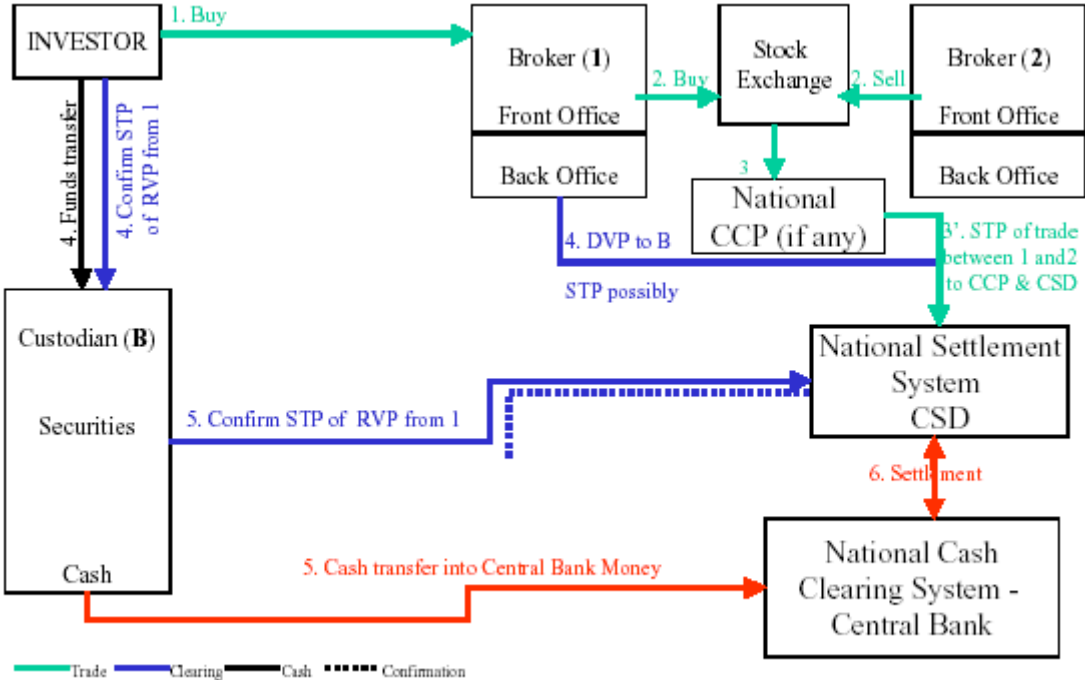 1. Buy
INVESTOR
Broker (1)
Front Office
Back Office
2. Buy
Stock
Exchange
2. Sell
Broker (2)
Front Office
Back Office
3
National
CCP (if any)
4. Funds transfer
4. Confirm STP
of RVP from 1
4. DVP to B
STP possibly
3'. STP of trade
between 1 and2
to CCP & CSD
Custodian (B)
Securities
Cash
5. Confirm STP of RVP from 1
National Settlement
System
CSD
6. Settlement
5. Cash transfer into Central Bank Money
National Cash
Clearing System -
Central Bank
Trade Clearing Cash Confirmation